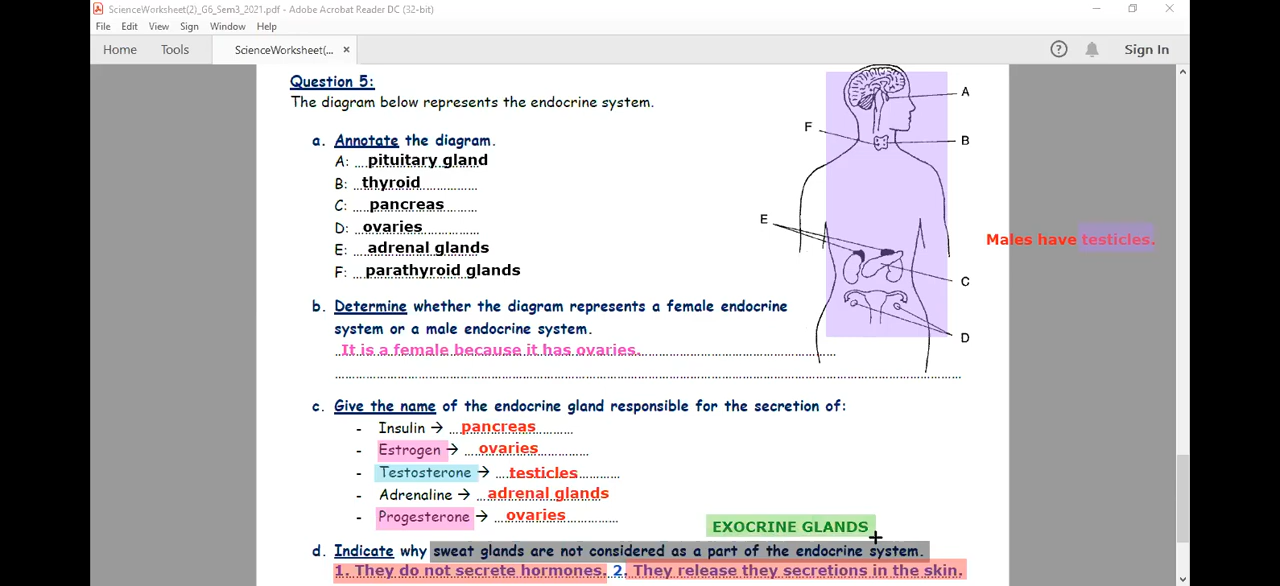 ScienceWorksheet(2)_G6_Sem3_2021.pdf - Adobe Acrobat Reader DC (32-bit)
File Edit View Sign Window Help
Home Tools ScienceWorksheet(... × Sign In
Question 5:
The diagram below represents the endocrine system.
a. Annotate the diagram.
A: pituitary gland
B: thyroid
C: pancreas
D: ovaries
E: adrenal glands
F: parathyroid glands
A
F
B
E
C
D
Males have testicles.
b. Determine whether the diagram represents a female endocrine
system or a male endocrine system.
It is a female because it has ovaries.
c. Give the name of the endocrine gland responsible for the secretion of:
- Insulin → pancreas
- Estrogen → ovaries
- Testosterone → testicles
- Adrenaline → adrenal glands
- Progesterone → ovaries
EXOCRINE GLANDS
d. Indicate why sweat glands are not considered as a part of the endocrine system.
1. They do not secrete hormones. 2. They release they secretions in the skin.